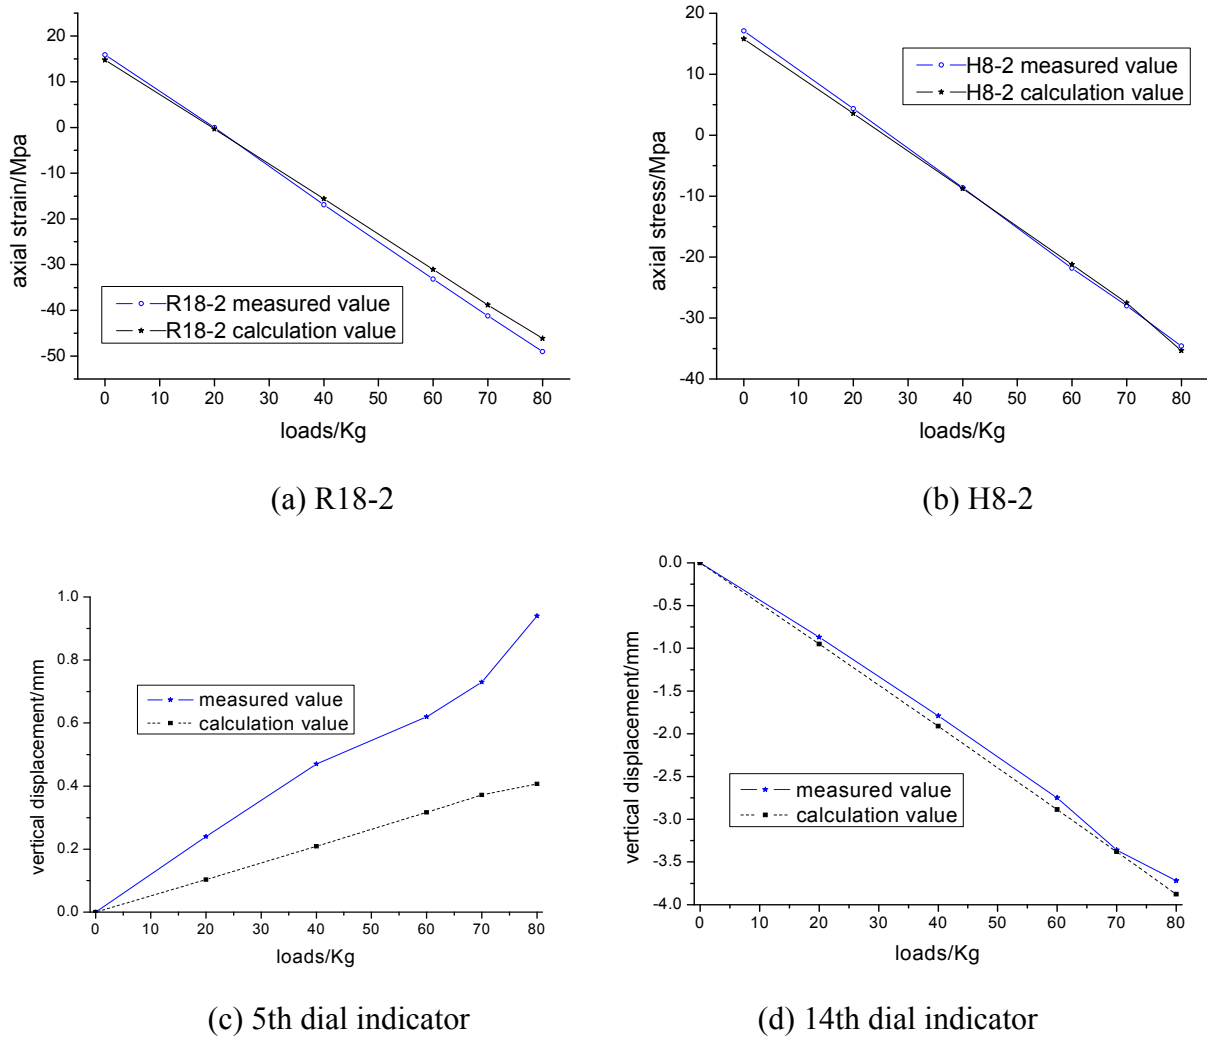 20
10
0
-10
-20
-30
-40
-50
axial strain/Mpa
R18-2 measured value
R18-2 calculation value
0 10 20 30 40 50 60 70 80
loads/Kg
(a) R18-2
20
10
0
-10
-20
-30
-40
axial stress/Mpa
H8-2 measured value
H8-2 calculation value
0 10 20 30 40 50 60 70 80
loads/Kg
(b) H8-2
1.0
0.8
0.6
0.4
0.2
0.0
vertical displacement/mm
measured value
calculation value
0 10 20 30 40 50 60 70 80
loads/Kg
(c) 5th dial indicator
0.0
-0.5
-1.0
-1.5
-2.0
-2.5
-3.0
-3.5
-4.0
vertical displacement/mm
measured value
calculation value
0 10 20 30 40 50 60 70 80
loads/Kg
(d) 14th dial indicator